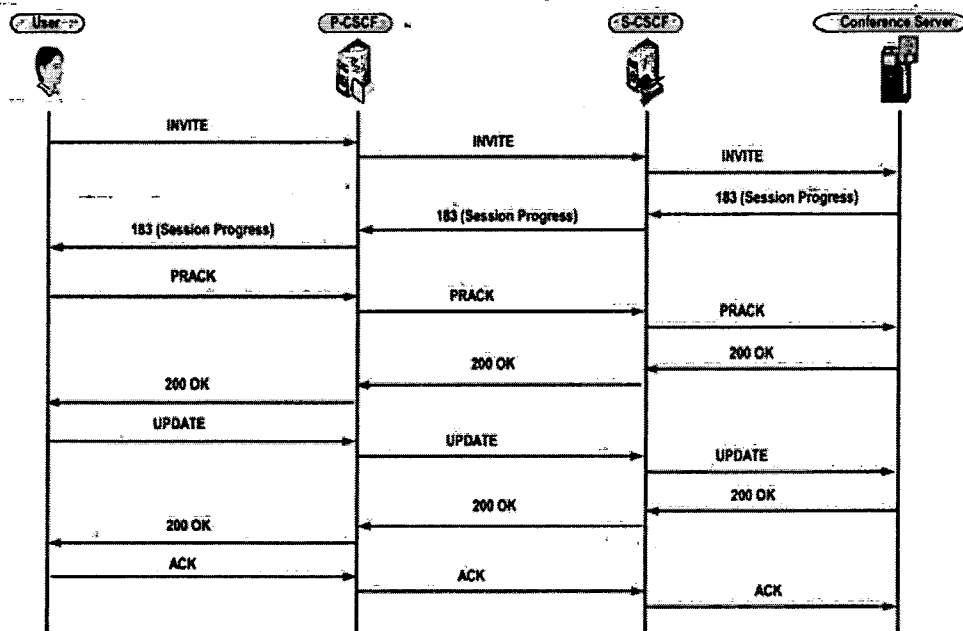 User
P-CSCF
S-CSCF
Conference Server
INVITE
INVITE
INVITE
183 (Session Progress)
183 (Session Progress)
183 (Session Progress)
PRACK
PRACK
PRACK
200 OK
200 OK
200 OK
UPDATE
UPDATE
UPDATE
200 OK
200 OK
200 OK
ACK
ACK
ACK